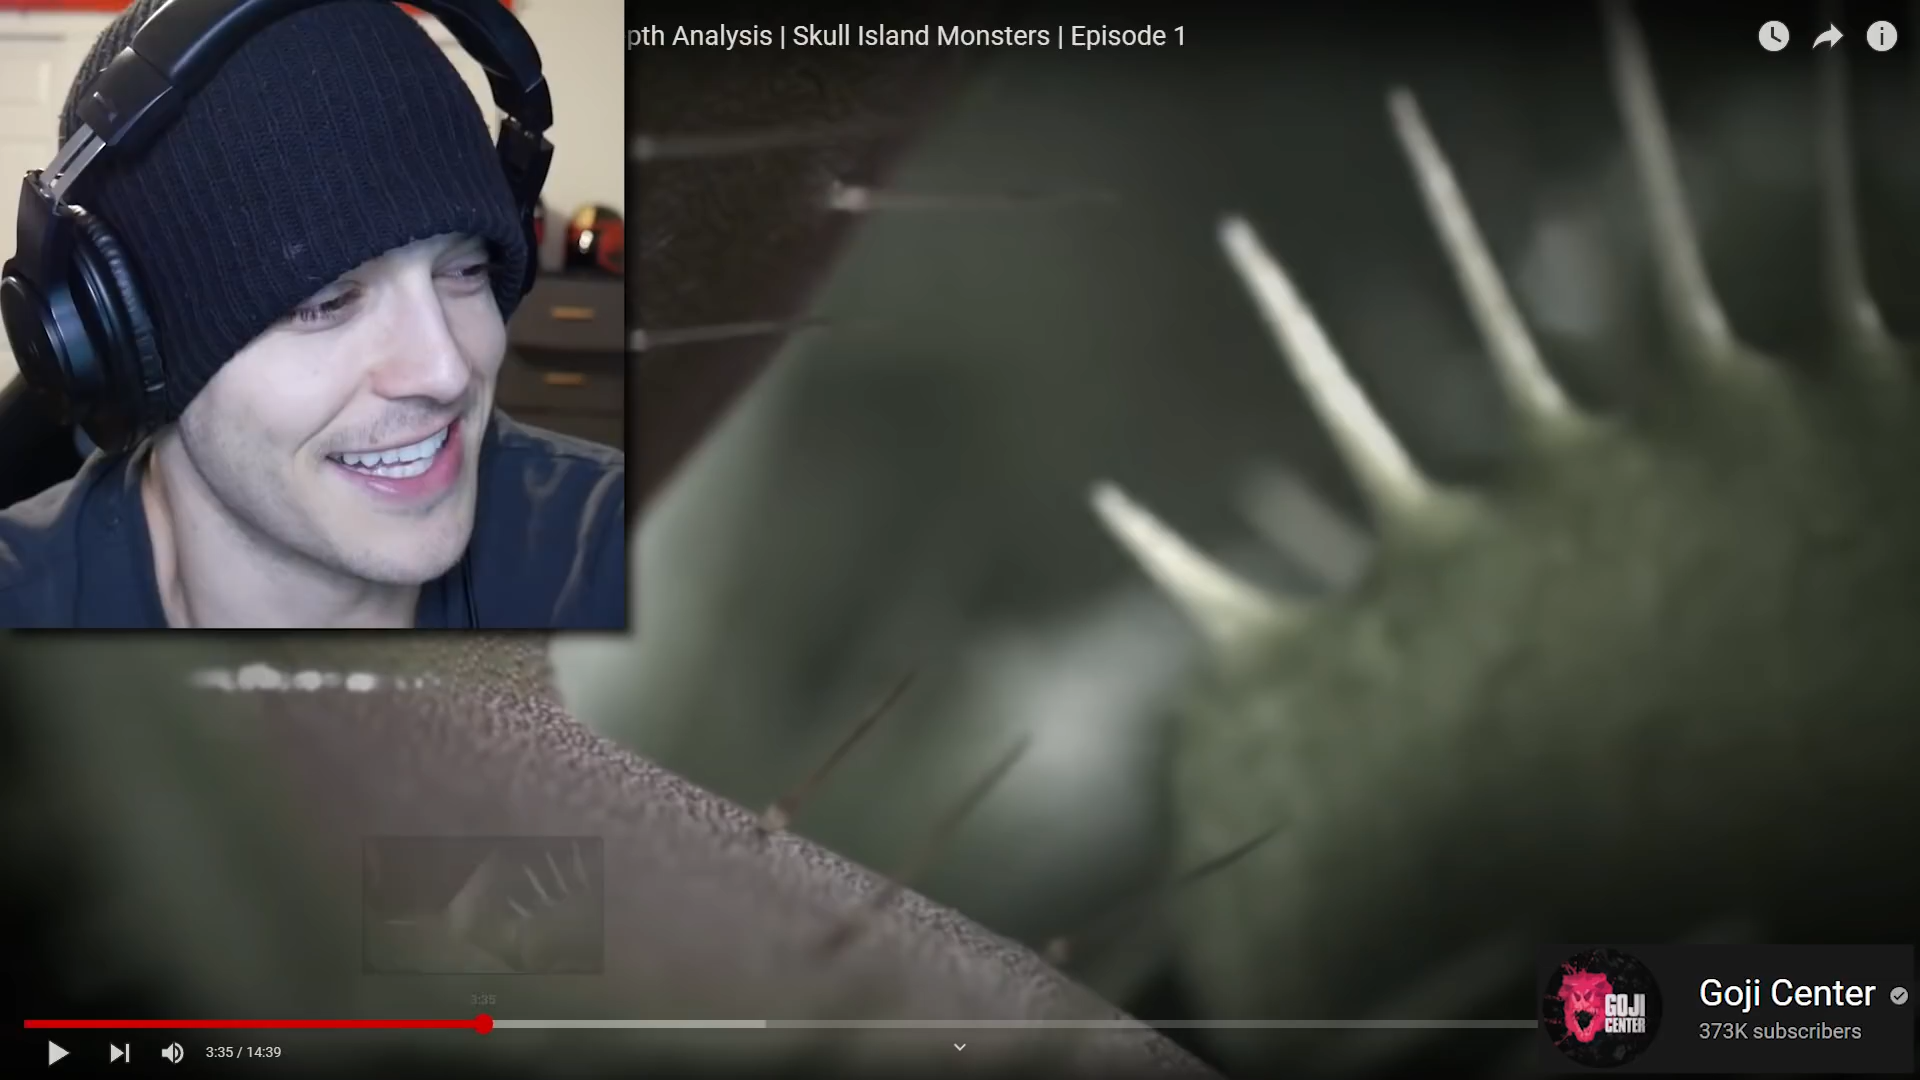 pth Analysis | Skull Island Monsters | Episode 1
3:35
GOJI
CENTER
Goji Center
373K subscribers
3:35 / 14:39